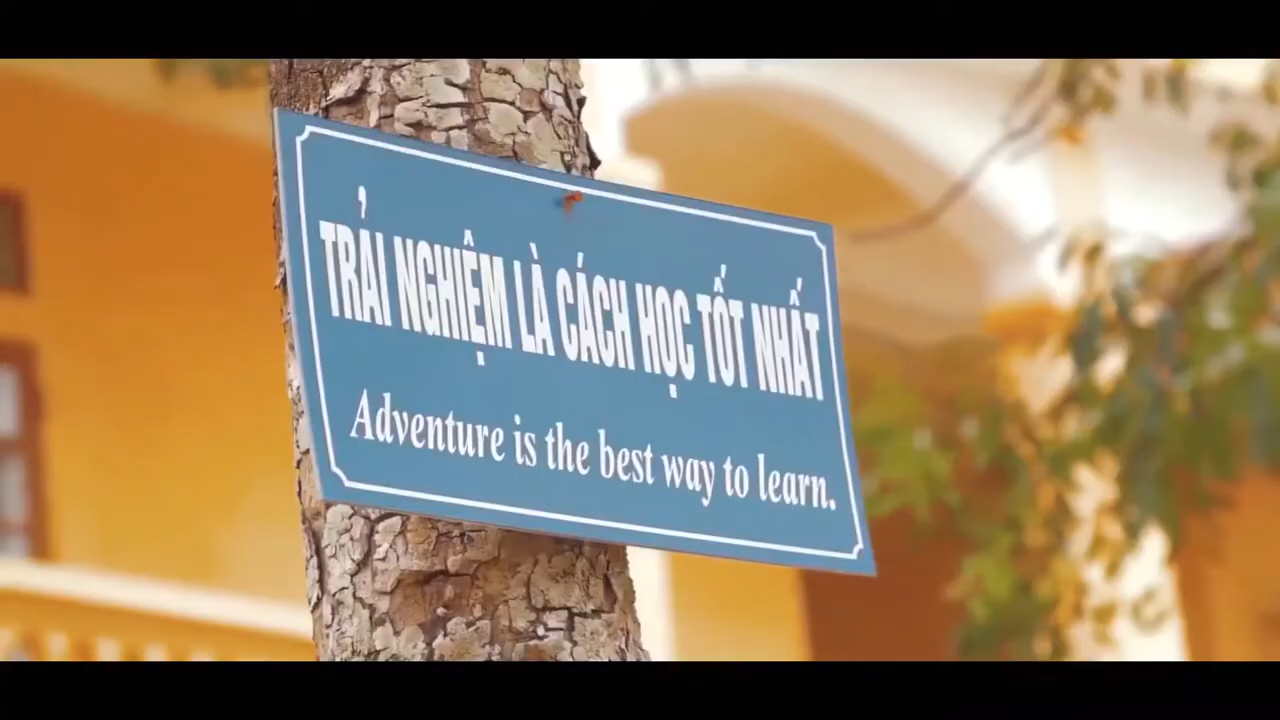 TRẢI NGHIỆM LÀ CÁCH HỌC TỐT NHẤT
Adventure is the best way to learn.